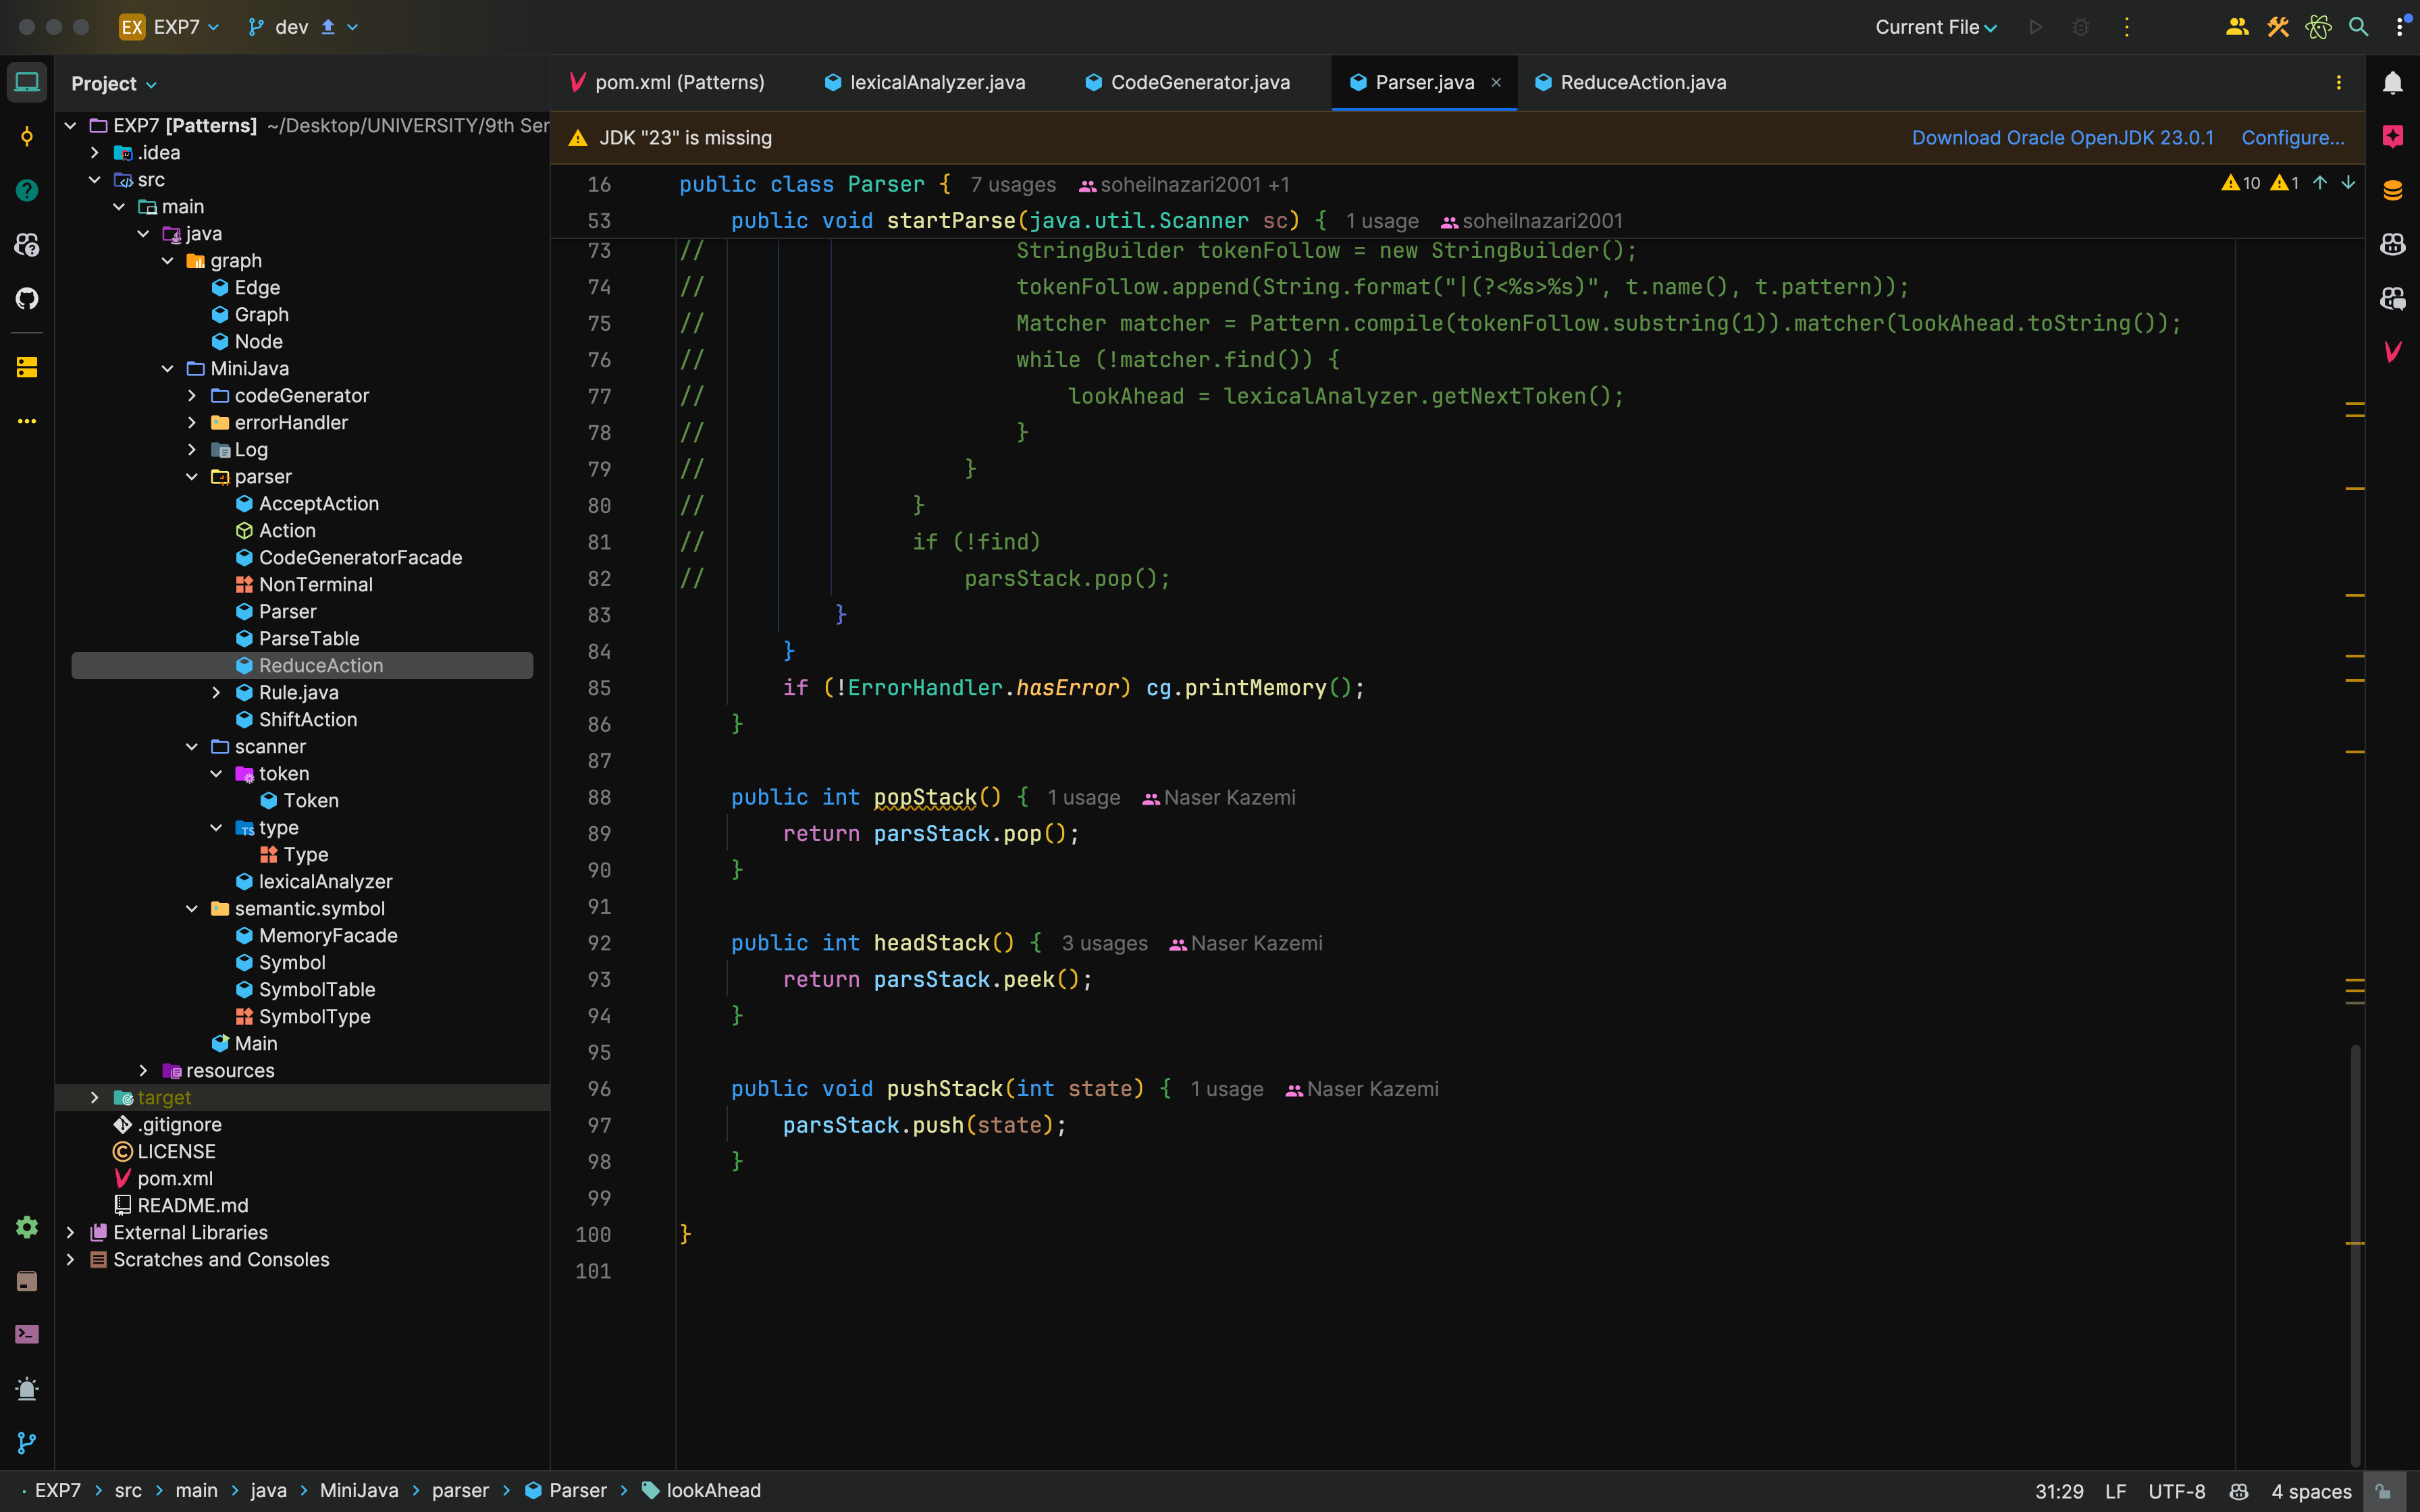 EX EXP7 dev
Current File
Project
pom.xml (Patterns) lexicalAnalyzer.java CodeGenerator.java Parser.java ReduceAction.java
EXP7 [Patterns] ~/Desktop/UNIVERSITY/9th Ser
.idea
src
main
java
graph
Edge
Graph
Node
MiniJava
codeGenerator
errorHandler
Log
parser
AcceptAction
Action
CodeGeneratorFacade
NonTerminal
Parser
ParseTable
ReduceAction
Rule.java
ShiftAction
scanner
token
Token
type
Type
lexicalAnalyzer
semantic.symbol
MemoryFacade
Symbol
SymbolTable
SymbolType
Main
resources
target
.gitignore
LICENSE
pom.xml
README.md
External Libraries
Scratches and Consoles
JDK "23" is missing Download Oracle OpenJDK 23.0.1 Configure...
16 public class Parser { 7 usages soheilnazari2001 +1
10 1
53 public void startParse(java.util.Scanner sc) { 1 usage soheilnazari2001
73 // StringBuilder tokenFollow = new StringBuilder();
74 // tokenFollow.append(String.format("|(?<%s>%s)", t.name(), t.pattern));
75 // Matcher matcher = Pattern.compile(tokenFollow.substring(1)).matcher(lookAhead.toString());
76 // while (!matcher.find()) {
77 // lookAhead = lexicalAnalyzer.getNextToken();
78 // }
79 // }
80 // }
81 // if (!find)
82 // parsStack.pop();
83 }
84 }
85 if (!ErrorHandler.hasError) cg.printMemory();
86 }
87
88 public int popStack() { 1 usage Naser Kazemi
89 return parsStack.pop();
90 }
91
92 public int headStack() { 3 usages Naser Kazemi
93 return parsStack.peek();
94 }
95
96 public void pushStack(int state) { 1 usage Naser Kazemi
97 parsStack.push(state);
98 }
99
100 }
101
EXP7 > src > main > java > MiniJava > parser > Parser > lookAhead
31:29 LF UTF-8 4 spaces